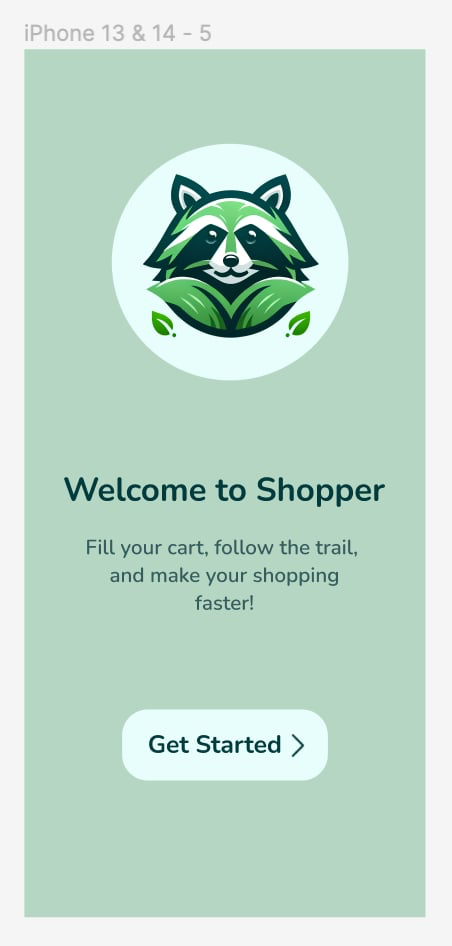 iPhone 13 & 14 - 5
Welcome to Shopper
Fill your cart, follow the trail,
and make your shopping
faster!
Get Started